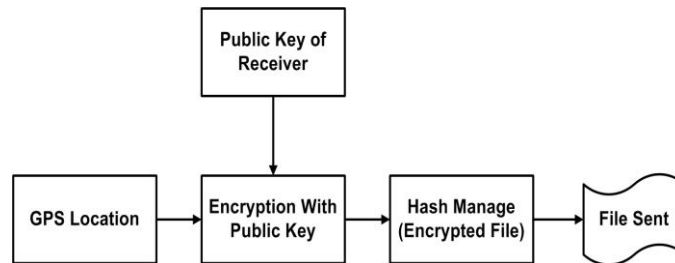 Public Key of
Receiver
GPS Location
Encryption With
Public Key
Hash Manage
(Encrypted File)
File Sent